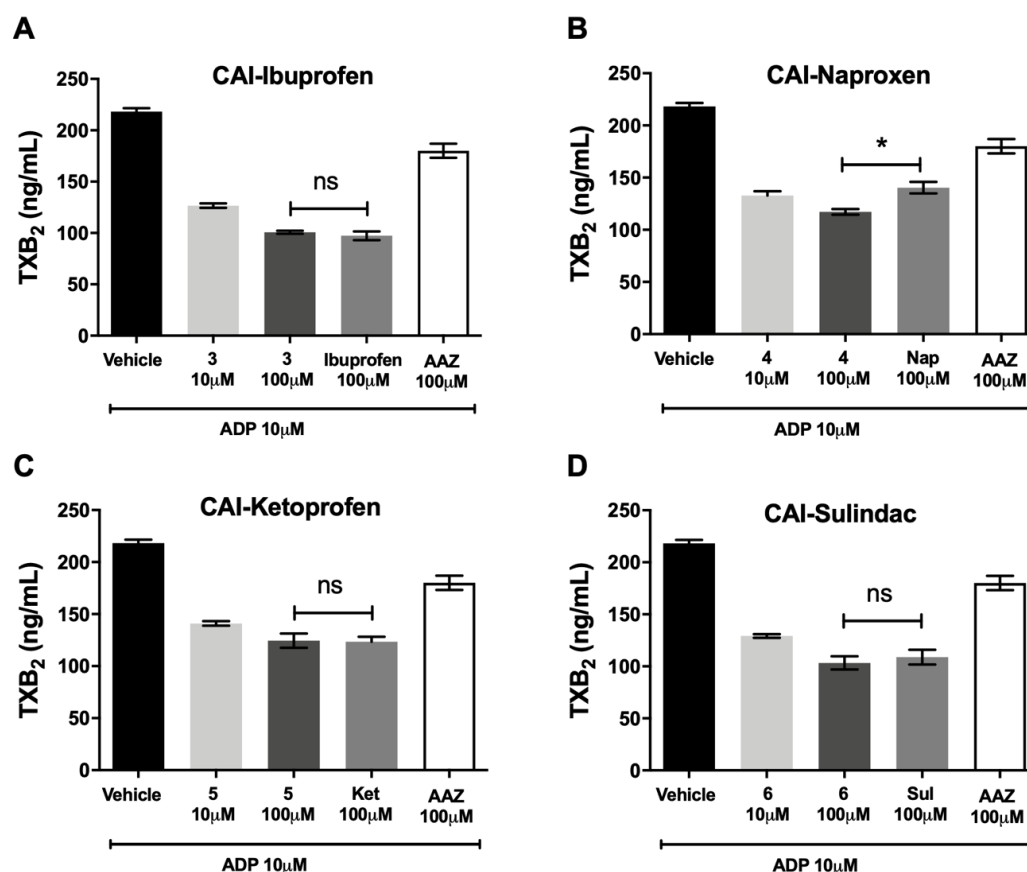 A
CAI-Ibuprofen
TXB₂ (ng/mL)
250
200
150
100
50
0
ns
Vehicle 3 3 Ibuprofen AAZ
10µM 100µM 100µM 100µM
ADP 10µM
B
CAI-Naproxen
TXB₂ (ng/mL)
250
200
150
100
50
0
*
Vehicle 4 4 Nap AAZ
10µM 100µM 100µM 100µM
ADP 10µM
C
CAI-Ketoprofen
TXB₂ (ng/mL)
250
200
150
100
50
0
ns
Vehicle 5 5 Ket AAZ
10µM 100µM 100µM 100µM
ADP 10µM
D
CAI-Sulindac
TXB₂ (ng/mL)
250
200
150
100
50
0
ns
Vehicle 6 6 Sul AAZ
10µM 100µM 100µM 100µM
ADP 10µM